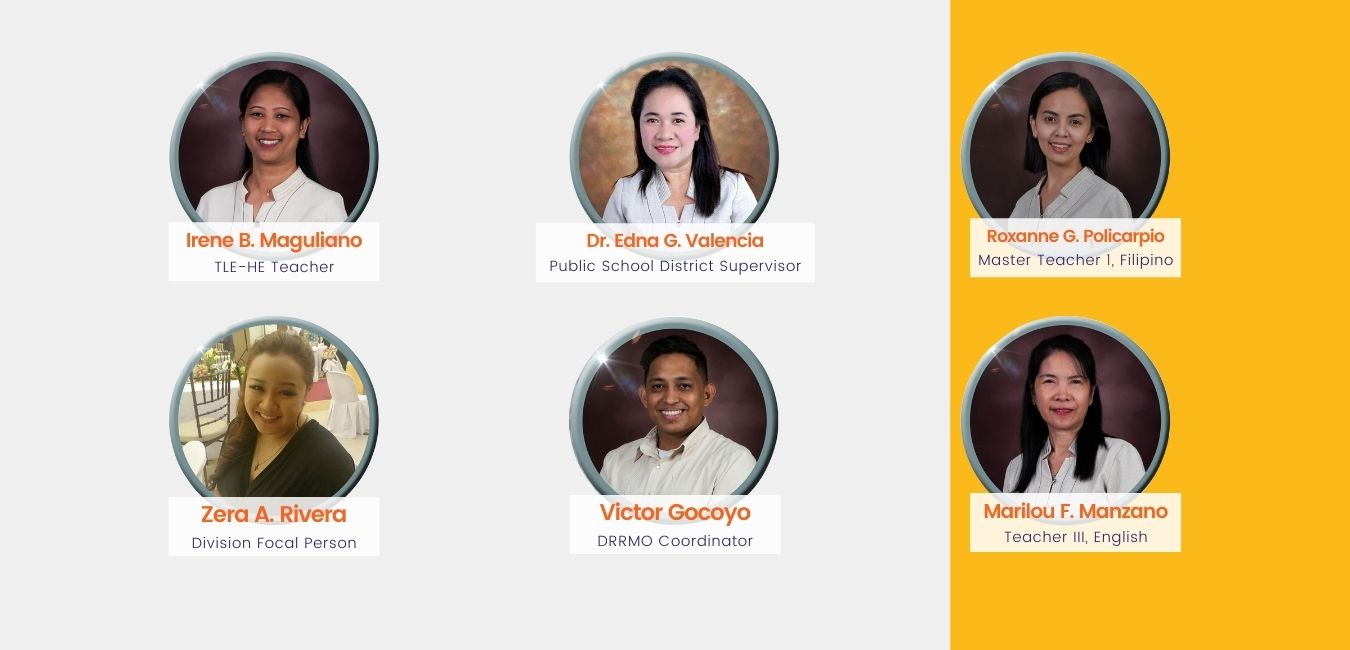 Irene B. Maguliano
TLE-HE Teacher
Dr. Edna G. Valencia
Public School District Supervisor
Roxanne G. Policarpio
Master Teacher 1, Filipino
Zera A. Rivera
Division Focal Person
Victor Gocoyo
DRRMO Coordinator
Marilou F. Manzano
Teacher III, English